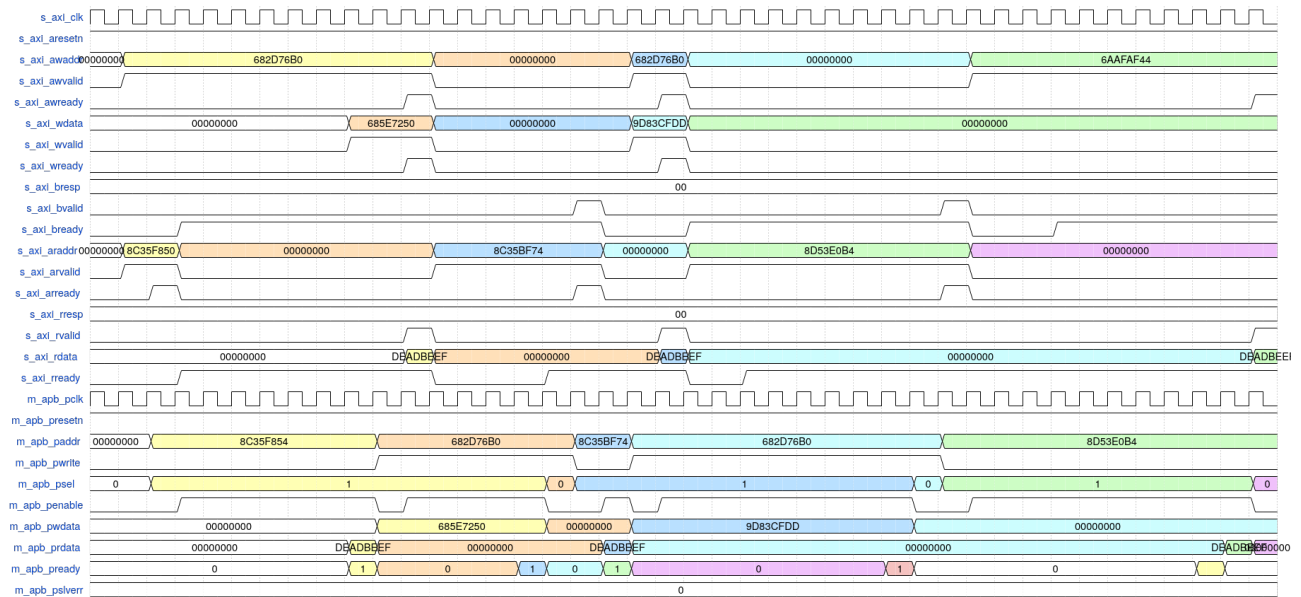 s_axi_clk
s_axi_aresetn
s_axi_awaddr 00000000 682D76B0 00000000 682D76B0 00000000 6AAFAF44
s_axi_awvalid
s_axi_awready
s_axi_wdata 00000000 685E7250 00000000 9D83CFDD 00000000
s_axi_wvalid
s_axi_wready
s_axi_bresp 00
s_axi_bvalid
s_axi_bready
s_axi_araddr 00000000 8C35F850 00000000 8C35BF74 00000000 8D53E0B4 00000000
s_axi_arvalid
s_axi_arready
s_axi_rresp 00
s_axi_rvalid
s_axi_rdata 00000000 DEADBEEF 00000000 DEADBEEF 00000000 DEADBEEF
s_axi_rready
m_apb_pclk
m_apb_presetn
m_apb_paddr 00000000 8C35F854 682D76B0 8C35BF74 682D76B0 8D53E0B4
m_apb_pwrite
m_apb_psel 0 1 0 1 0 1 0
m_apb_penable
m_apb_pwdata 00000000 685E7250 00000000 9D83CFDD 00000000
m_apb_prdata 00000000 DEADBEEF 00000000 DEADBEEF 00000000 DEADBEEF 00000000
m_apb_pready 0 1 0 1 0 1 0 1 0
m_apb_pslverr 0